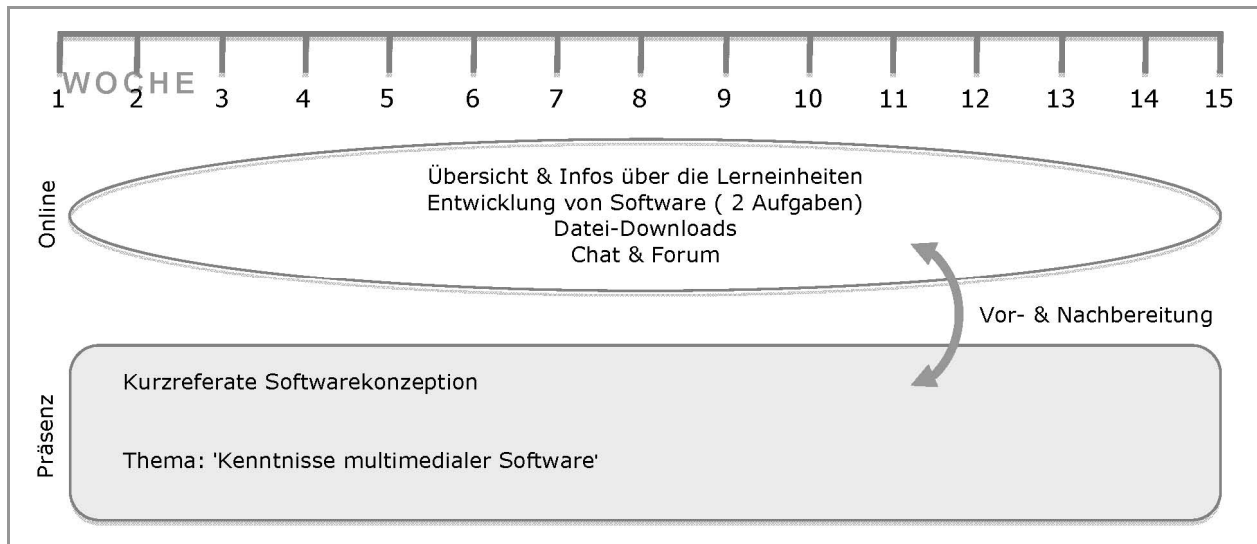 WOCHE
1 2 3 4 5 6 7 8 9 10 11 12 13 14 15
Online
Übersicht & Infos über die Lerneinheiten
Entwicklung von Software ( 2 Aufgaben)
Datei-Downloads
Chat & Forum
Vor- & Nachbereitung
Präsenz
Kurzreferate Softwarekonzeption
Thema: 'Kenntnisse multimedialer Software'